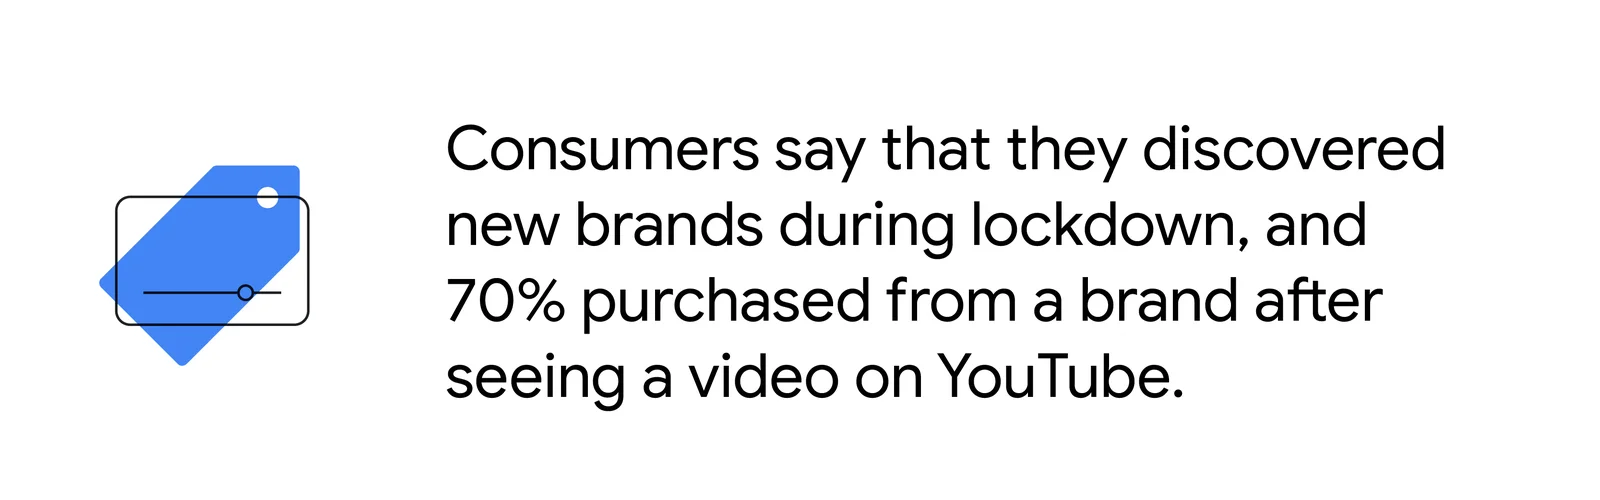 Consumers say that they discovered
new brands during lockdown, and
70% purchased from a brand after
seeing a video on YouTube.